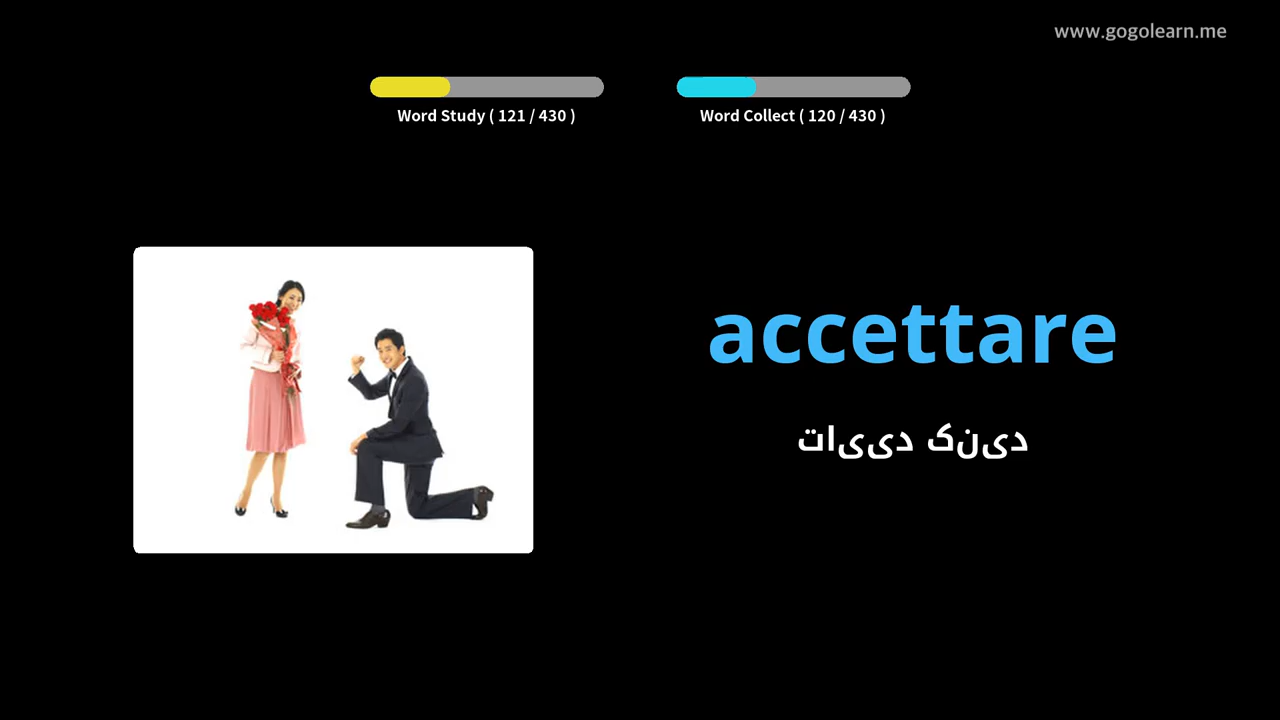 www.gogolearn.me
Word Study ( 121 / 430 )
Word Collect ( 120 / 430 )
accettare
تایید کنید